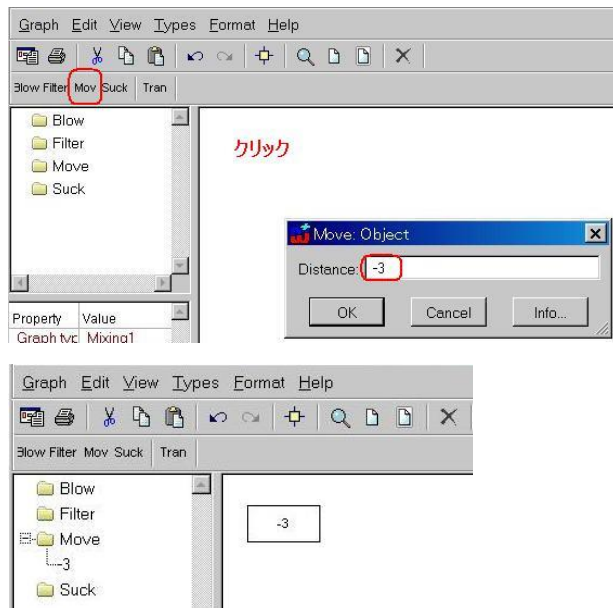 Graph Edit View Types Format Help
Blow Filter Mov Suck Tran
Blow
Filter
Move
Suck
クリック
Move: Object
Distance: -3
OK Cancel Info...
Property Value
Graph typ Mixing1
Graph Edit View Types Format Help
Blow Filter Mov Suck Tran
Blow
Filter
Move
-3
Suck
-3